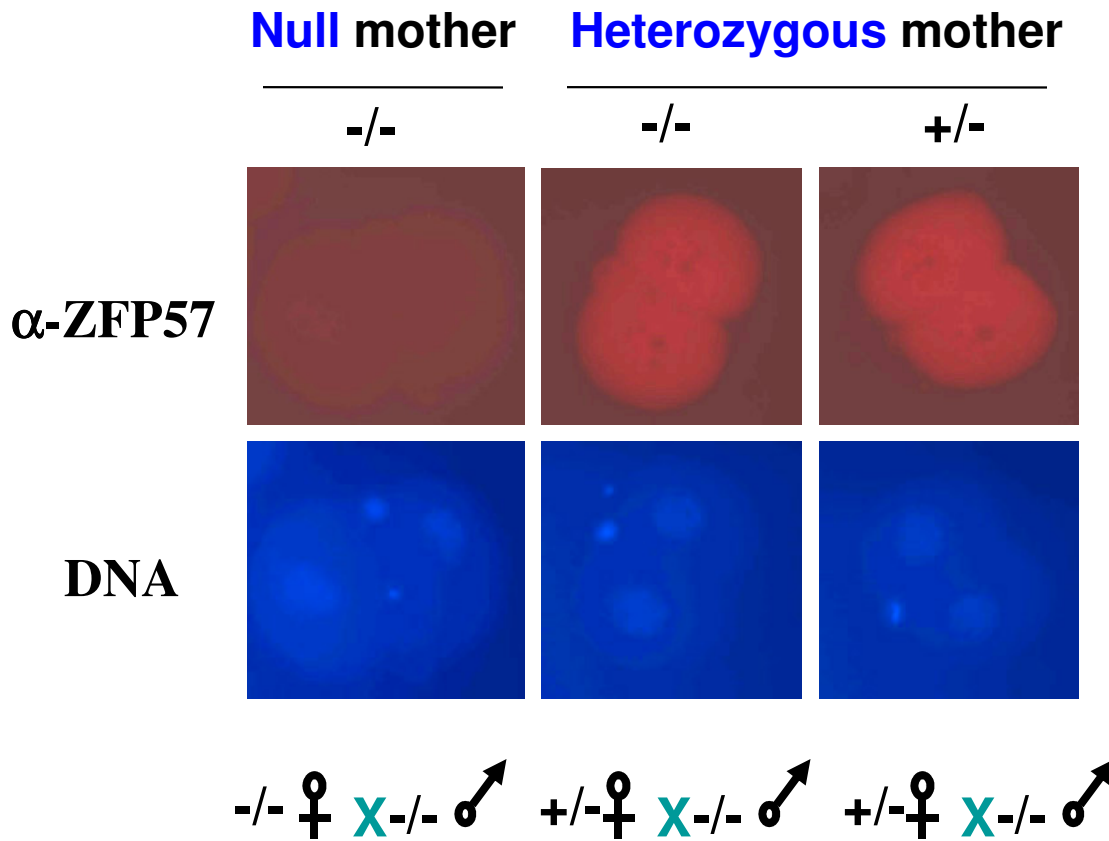 Null mother Heterozygous mother
-/- -/- +/-
α-ZFP57
DNA
-/- ♀ X -/- ♂ +/- ♀ X -/- ♂ +/- ♀ X -/- ♂